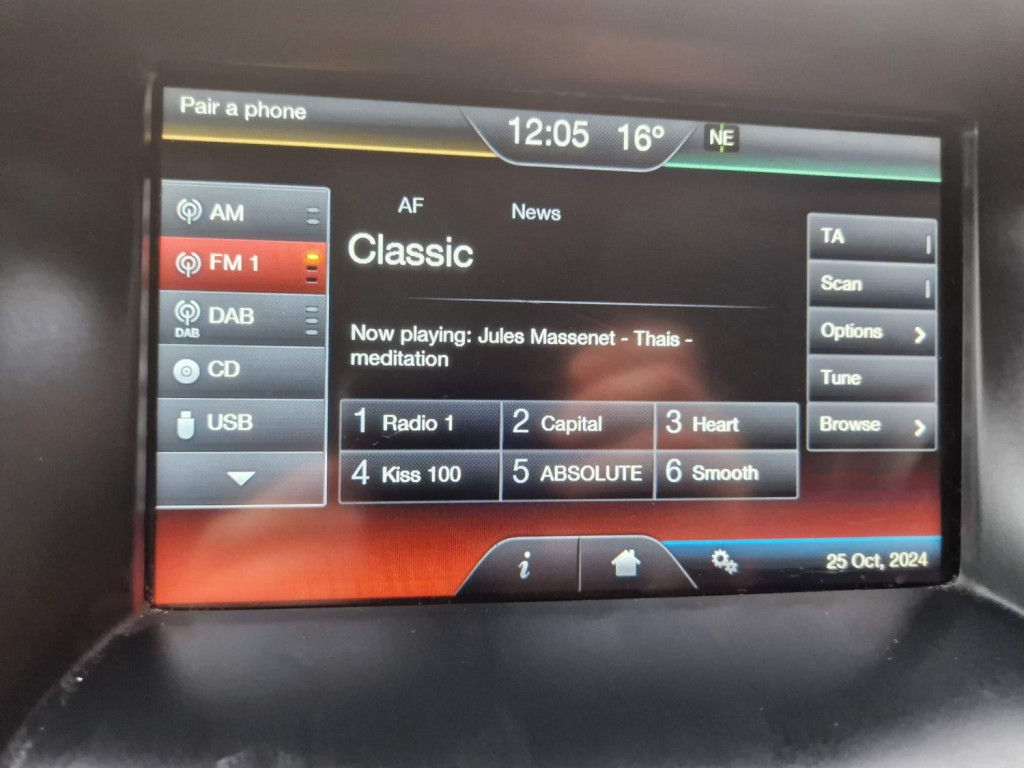 Pair a phone
12:05 16° NE
AM
FM 1
DAB
DAB
CD
USB
AF News
Classic
Now playing: Jules Massenet - Thais -
meditation
1 Radio 1 2 Capital 3 Heart
4 Kiss 100 5 ABSOLUTE 6 Smooth
TA
Scan
Options
Tune
Browse
i
25 Oct, 2024